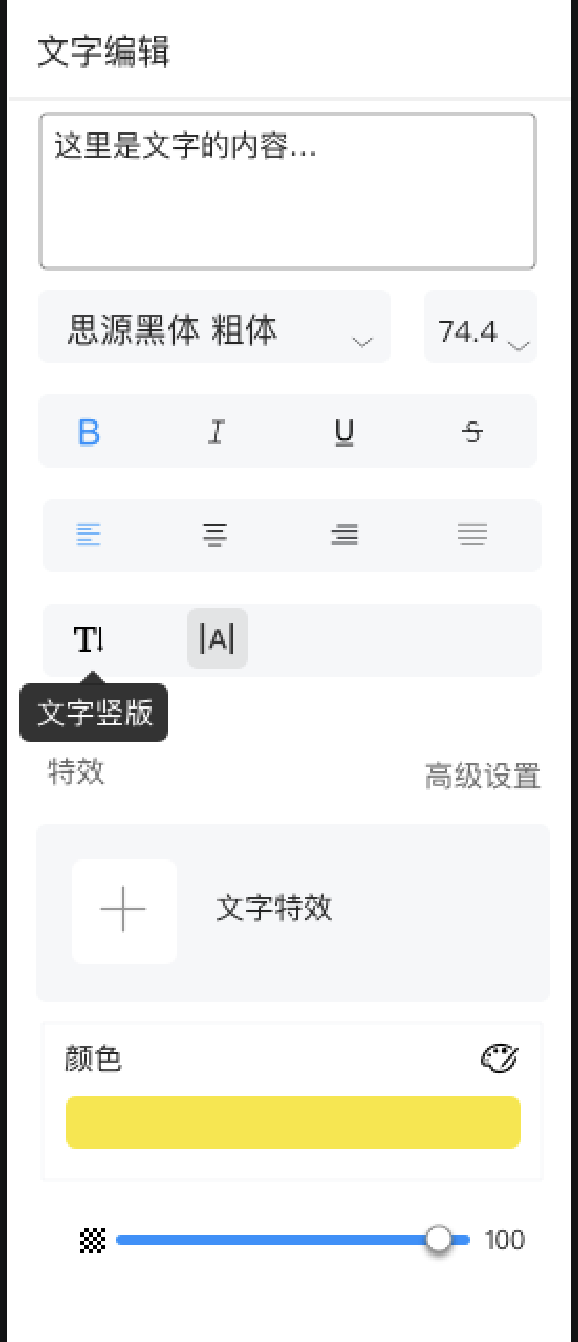 文字编辑
这里是文字的内容...
思源黑体 粗体
74.4
B I U S
T |A|
文字竖版
特效
高级设置
文字特效
颜色
100